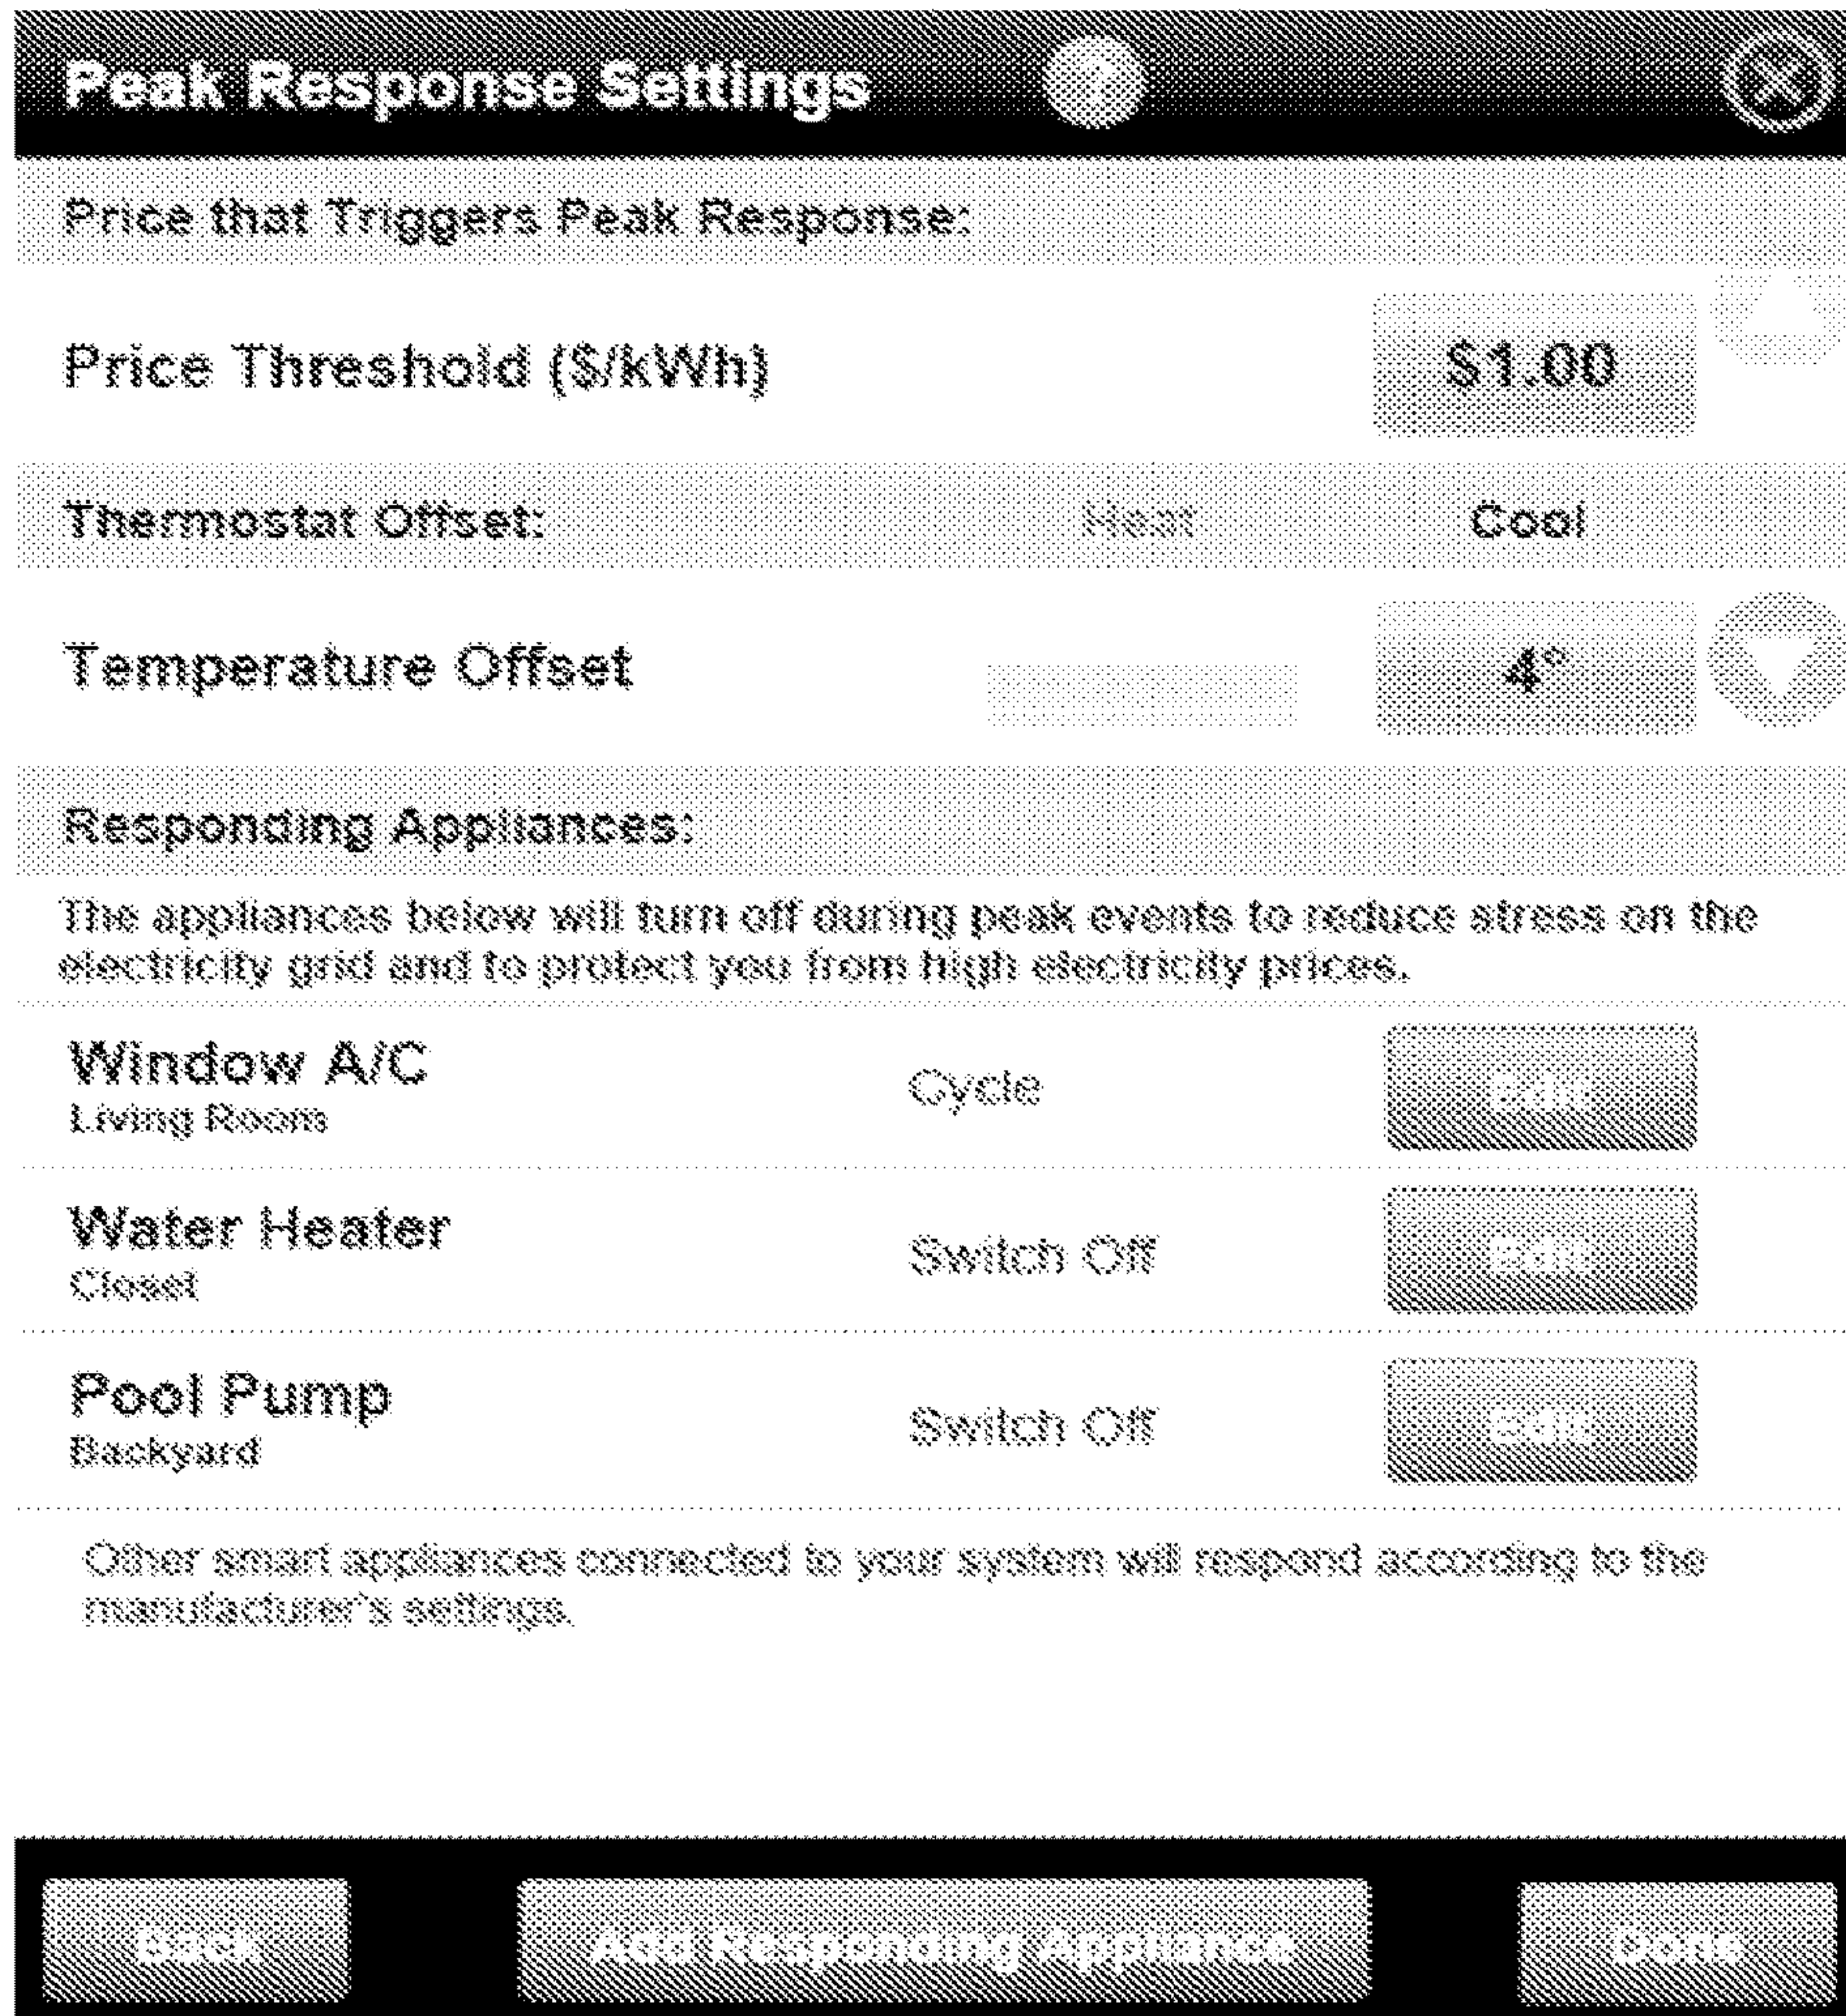 Peak Response Settings ?
Price that Triggers Peak Response:
Price Threshold ($/kWh) $1.00
Thermostat Offset: Heat Cool
Temperature Offset 4°
Responding Appliances:
The appliances below will turn off during peak events to reduce stress on the
electricity grid and to protect you from high electricity prices.
Window A/C
Living Room
Cycle Edit
Water Heater
Closet
Switch Off Edit
Pool Pump
Backyard
Switch Off Edit
Other smart appliances connected to your system will respond according to the
manufacturer's settings.
Back Add Responding Appliance Done